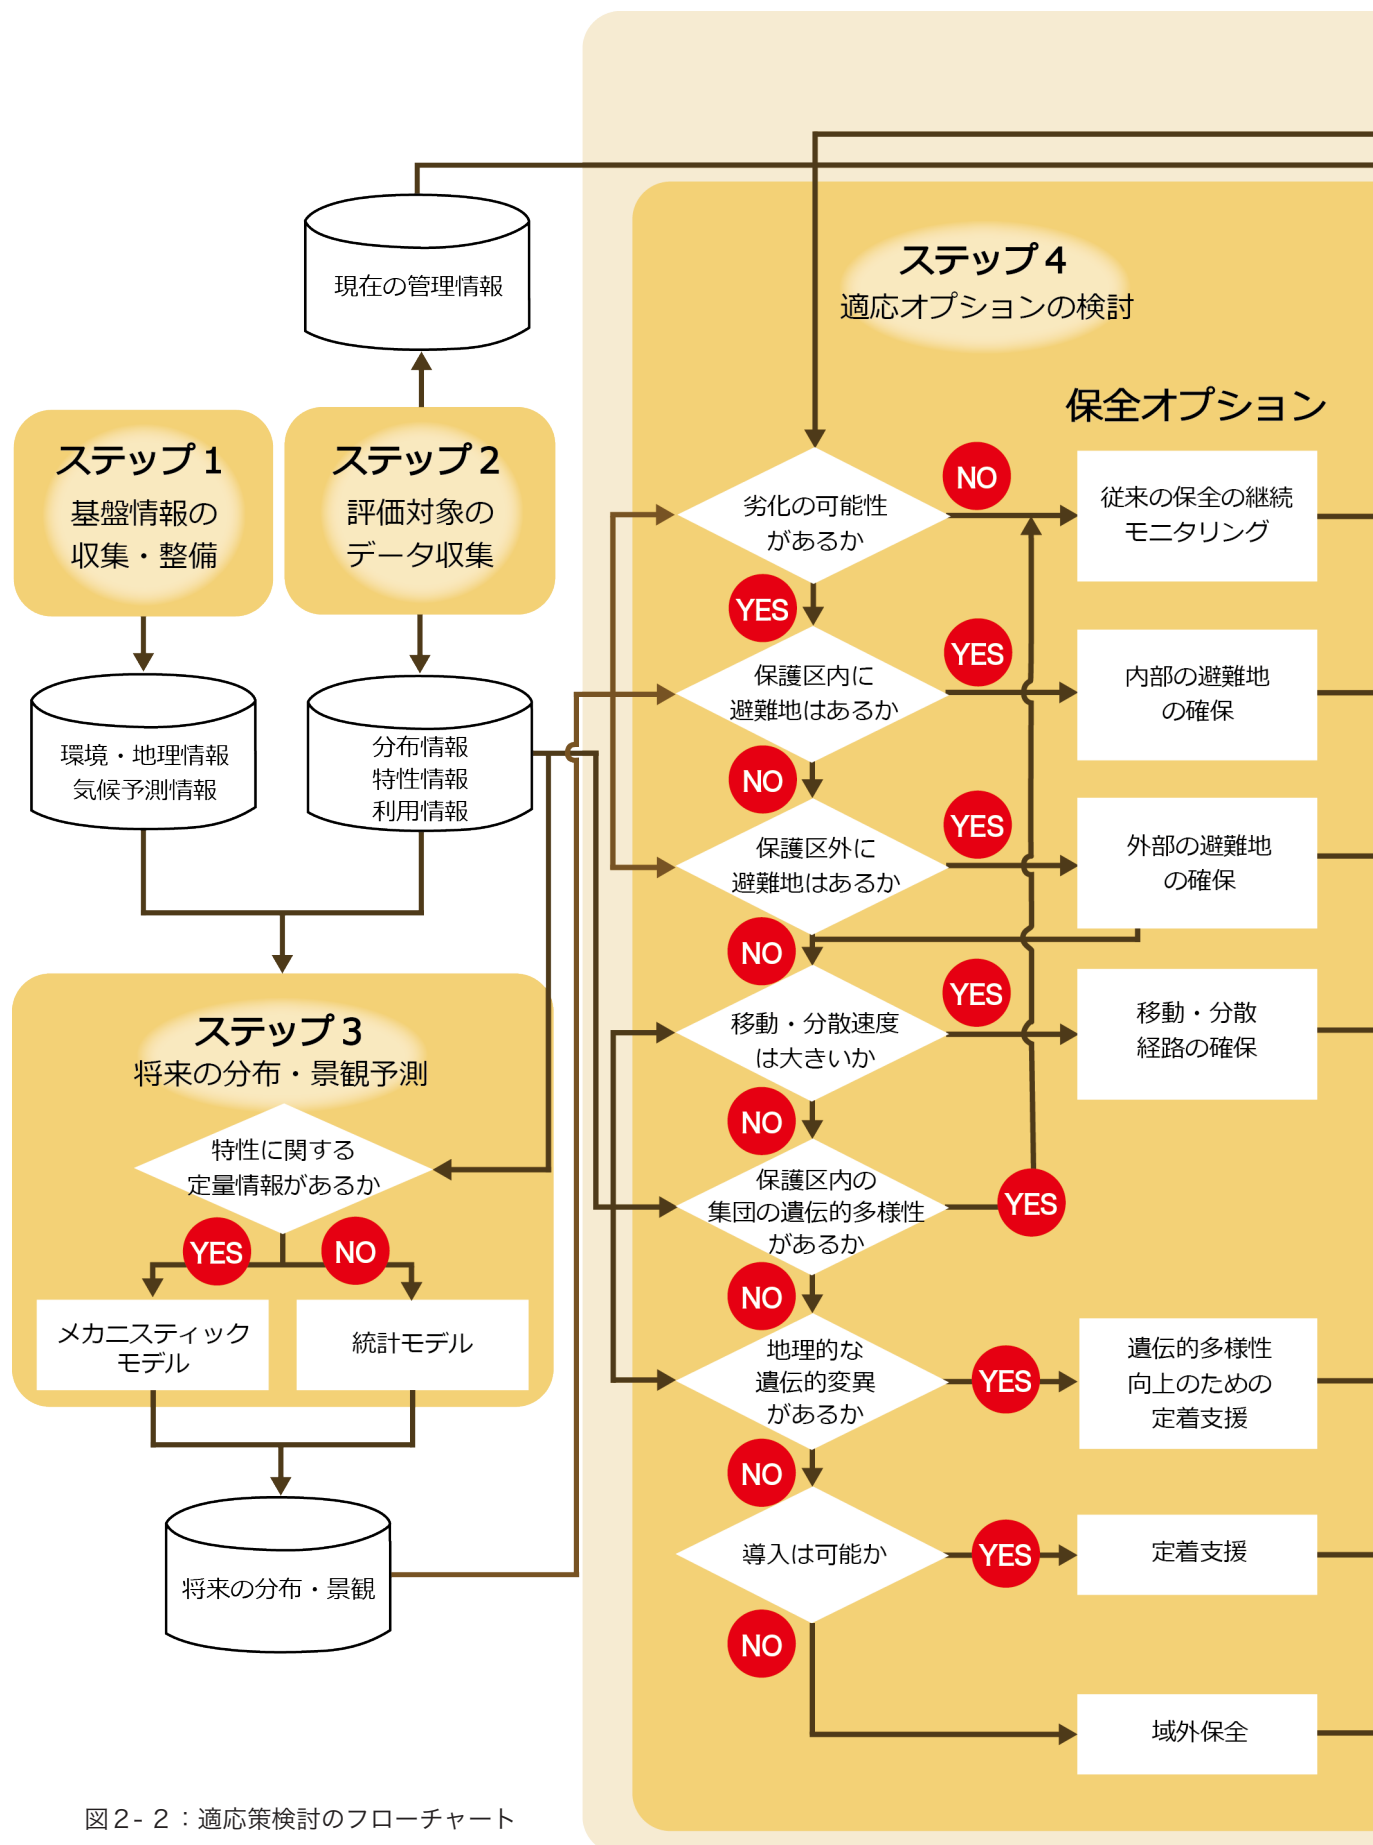 現在の管理情報
ステップ1
基盤情報の
収集・整備
ステップ2
評価対象の
データ収集
環境・地理情報
気候予測情報
分布情報
特性情報
利用情報
ステップ3
将来の分布・景観予測
特性に関する
定量情報があるか
YES
NO
メカニスティック
モデル
統計モデル
将来の分布・景観
ステップ4
適応オプションの検討
保全オプション
劣化の可能性
があるか
NO
従来の保全の継続
モニタリング
YES
保護区内に
避難地はあるか
YES
内部の避難地
の確保
NO
保護区外に
避難地はあるか
YES
外部の避難地
の確保
NO
移動・分散速度
は大きいか
YES
移動・分散
経路の確保
NO
保護区内の
集団の遺伝的多様性
があるか
YES
NO
地理的な
遺伝的変異
があるか
YES
遺伝的多様性
向上のための
定着支援
NO
導入は可能か
YES
定着支援
NO
域外保全
図2-2：適応策検討のフローチャート